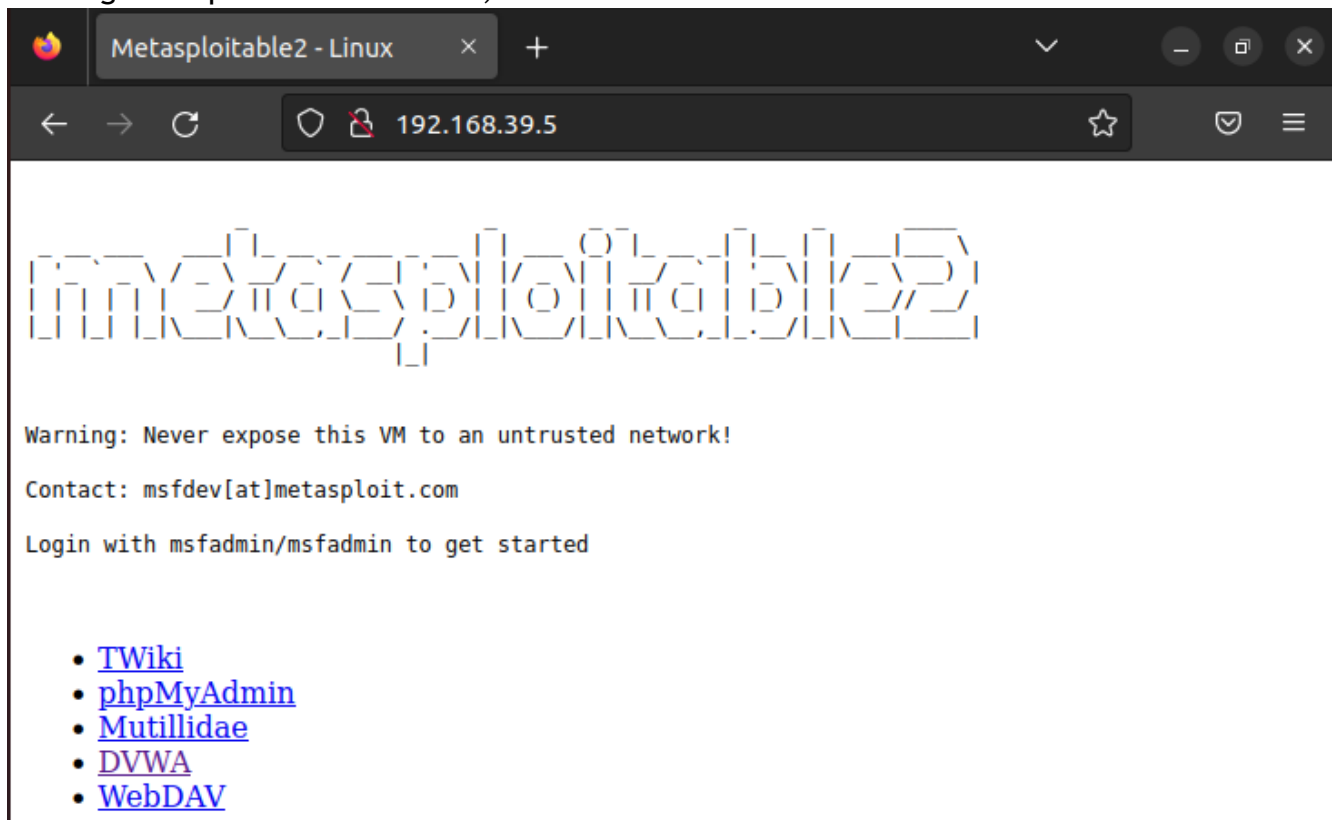 Metasploitable2 - Linux
192.168.39.5
metasploitable2
Warning: Never expose this VM to an untrusted network!
Contact: msfdev[at]metasploit.com
Login with msfadmin/msfadmin to get started
• TWiki
• phpMyAdmin
• Mutillidae
• DVWA
• WebDAV